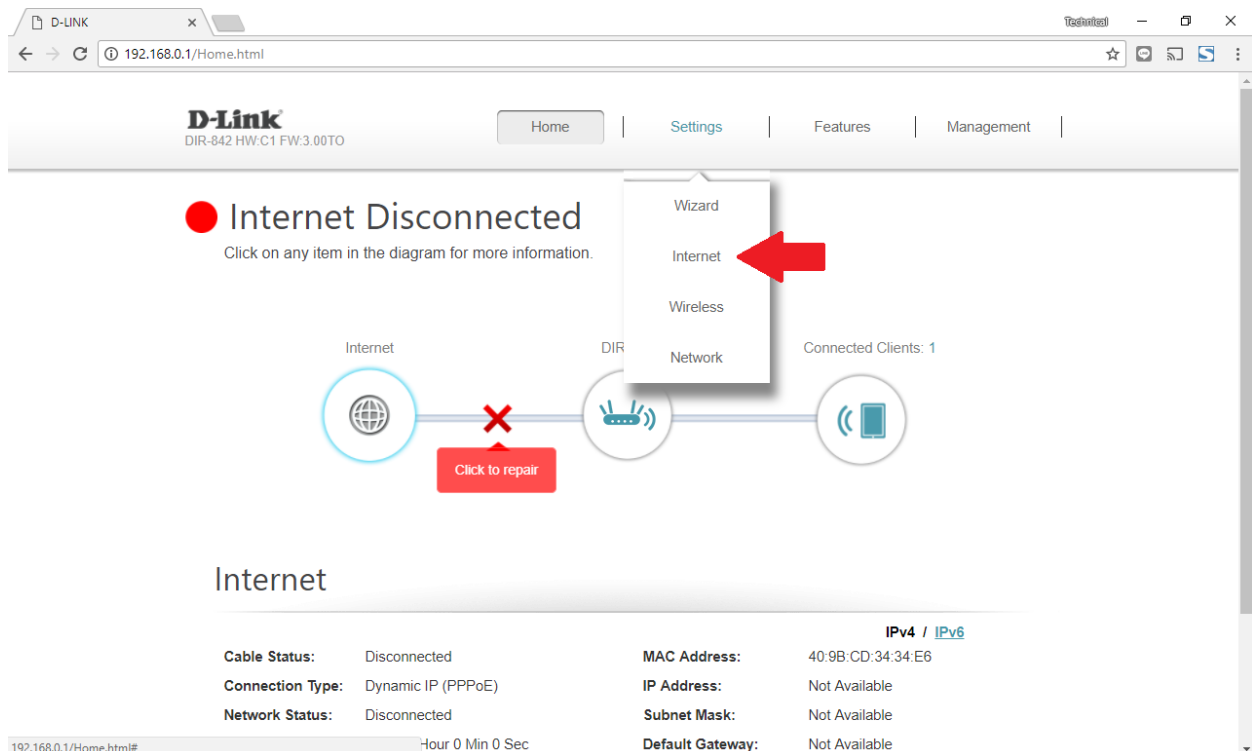 D-LINK
Technical
192.168.0.1/Home.html
D-Link
DIR-842 HW:C1 FW:3.00TO
Home
Settings
Features
Management
Wizard
Internet
Wireless
Network
Internet Disconnected
Click on any item in the diagram for more information.
Internet
DIR
Connected Clients: 1
Click to repair
Internet
IPv4 / IPv6
Cable Status: Disconnected
MAC Address: 40:9B:CD:34:34:E6
Connection Type: Dynamic IP (PPPoE)
IP Address: Not Available
Network Status: Disconnected
Subnet Mask: Not Available
Hour 0 Min 0 Sec
Default Gateway: Not Available
192.168.0.1/Home.html#